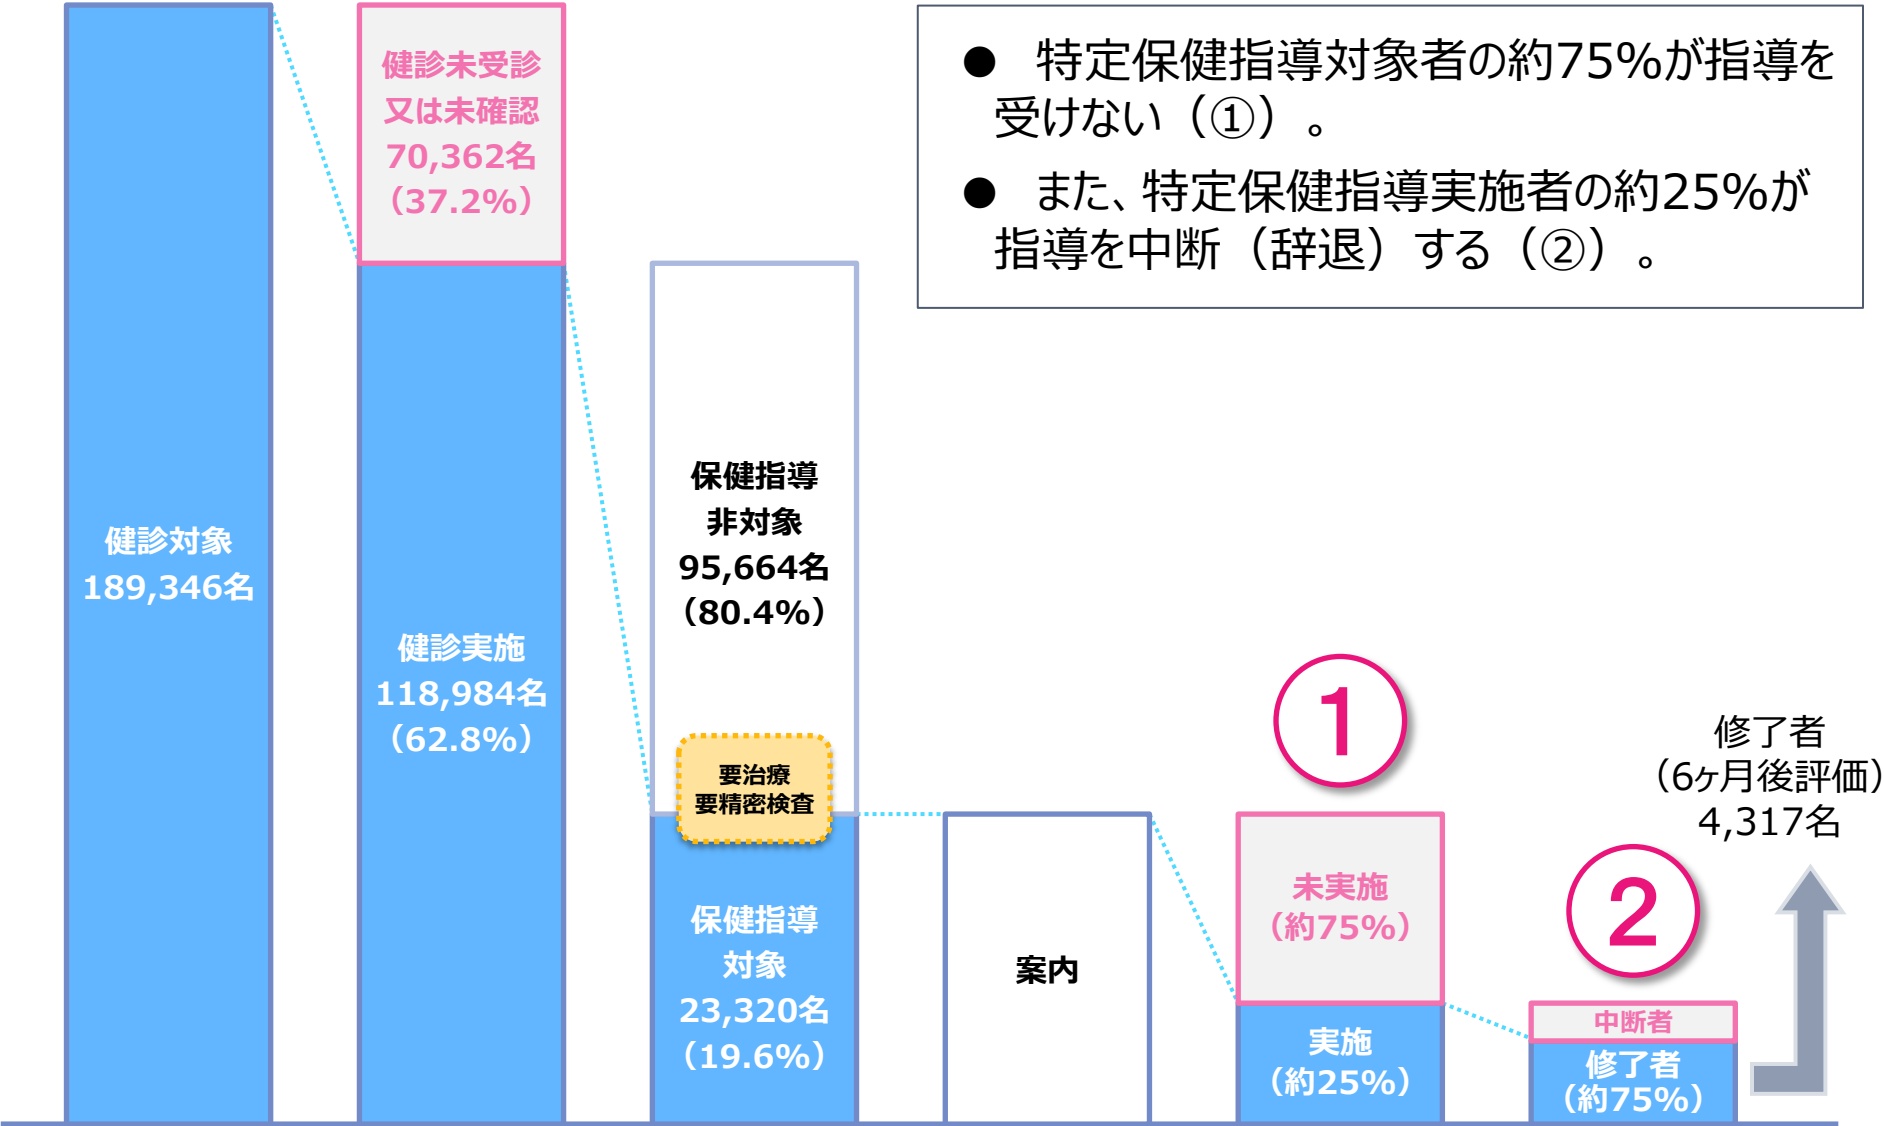 ● 特定保健指導対象者の約75%が指導を
受けない（①）。
● また、特定保健指導実施者の約25%が
指導を中断（辞退）する（②）。
健診対象
189,346名
健診未受診
又は未確認
70,362名
（37.2%）
健診実施
118,984名
（62.8%）
保健指導
非対象
95,664名
（80.4%）
要治療
要精密検査
保健指導
対象
23,320名
（19.6%）
案内
1
未実施
（約75%）
実施
（約25%）
2
中断者
修了者
（約75%）
修了者
（6ヶ月後評価）
4,317名